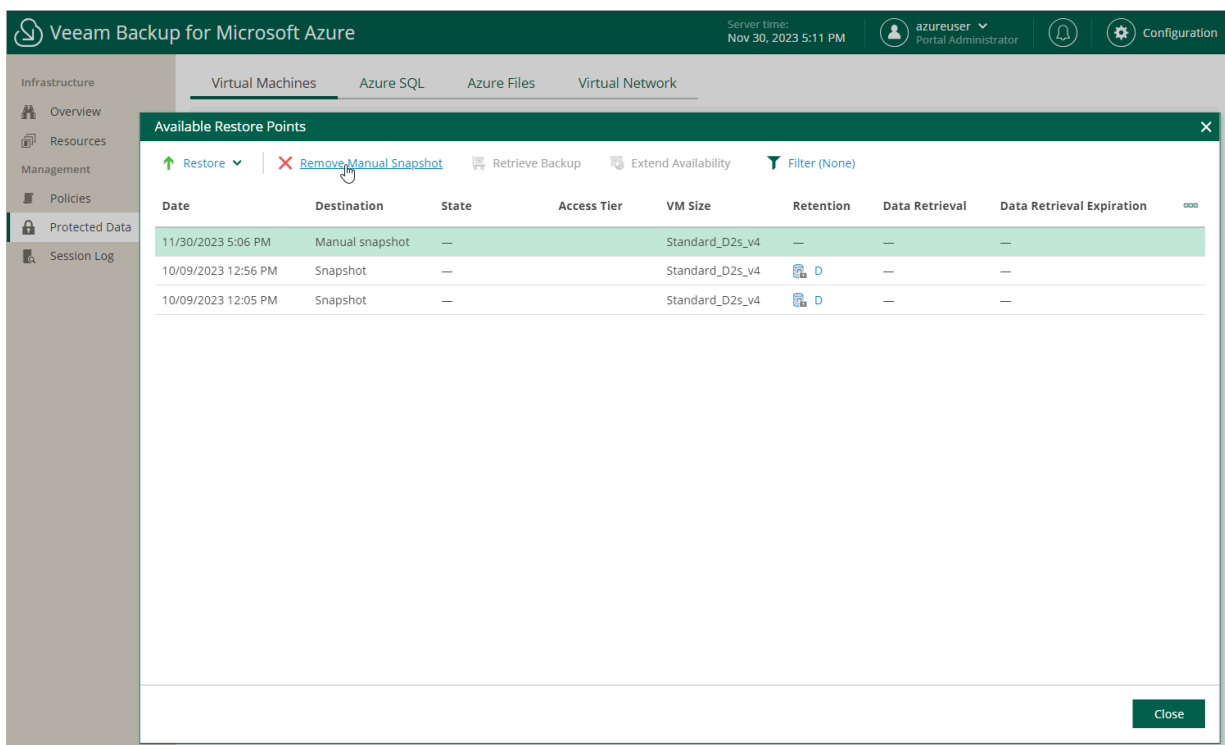 Veeam Backup for Microsoft Azure
Server time:
Nov 30, 2023 5:11 PM
azureuser
Portal Administrator
Configuration
Infrastructure
Overview
Resources
Management
Policies
Protected Data
Session Log
Virtual Machines Azure SQL Azure Files Virtual Network
Available Restore Points
Restore Remove Manual Snapshot Retrieve Backup Extend Availability Filter (None)
Date Destination State Access Tier VM Size Retention Data Retrieval Data Retrieval Expiration
11/30/2023 5:06 PM Manual snapshot — Standard_D2s_v4 — — —
10/09/2023 12:56 PM Snapshot — Standard_D2s_v4 D — —
10/09/2023 12:05 PM Snapshot — Standard_D2s_v4 D — —
Close